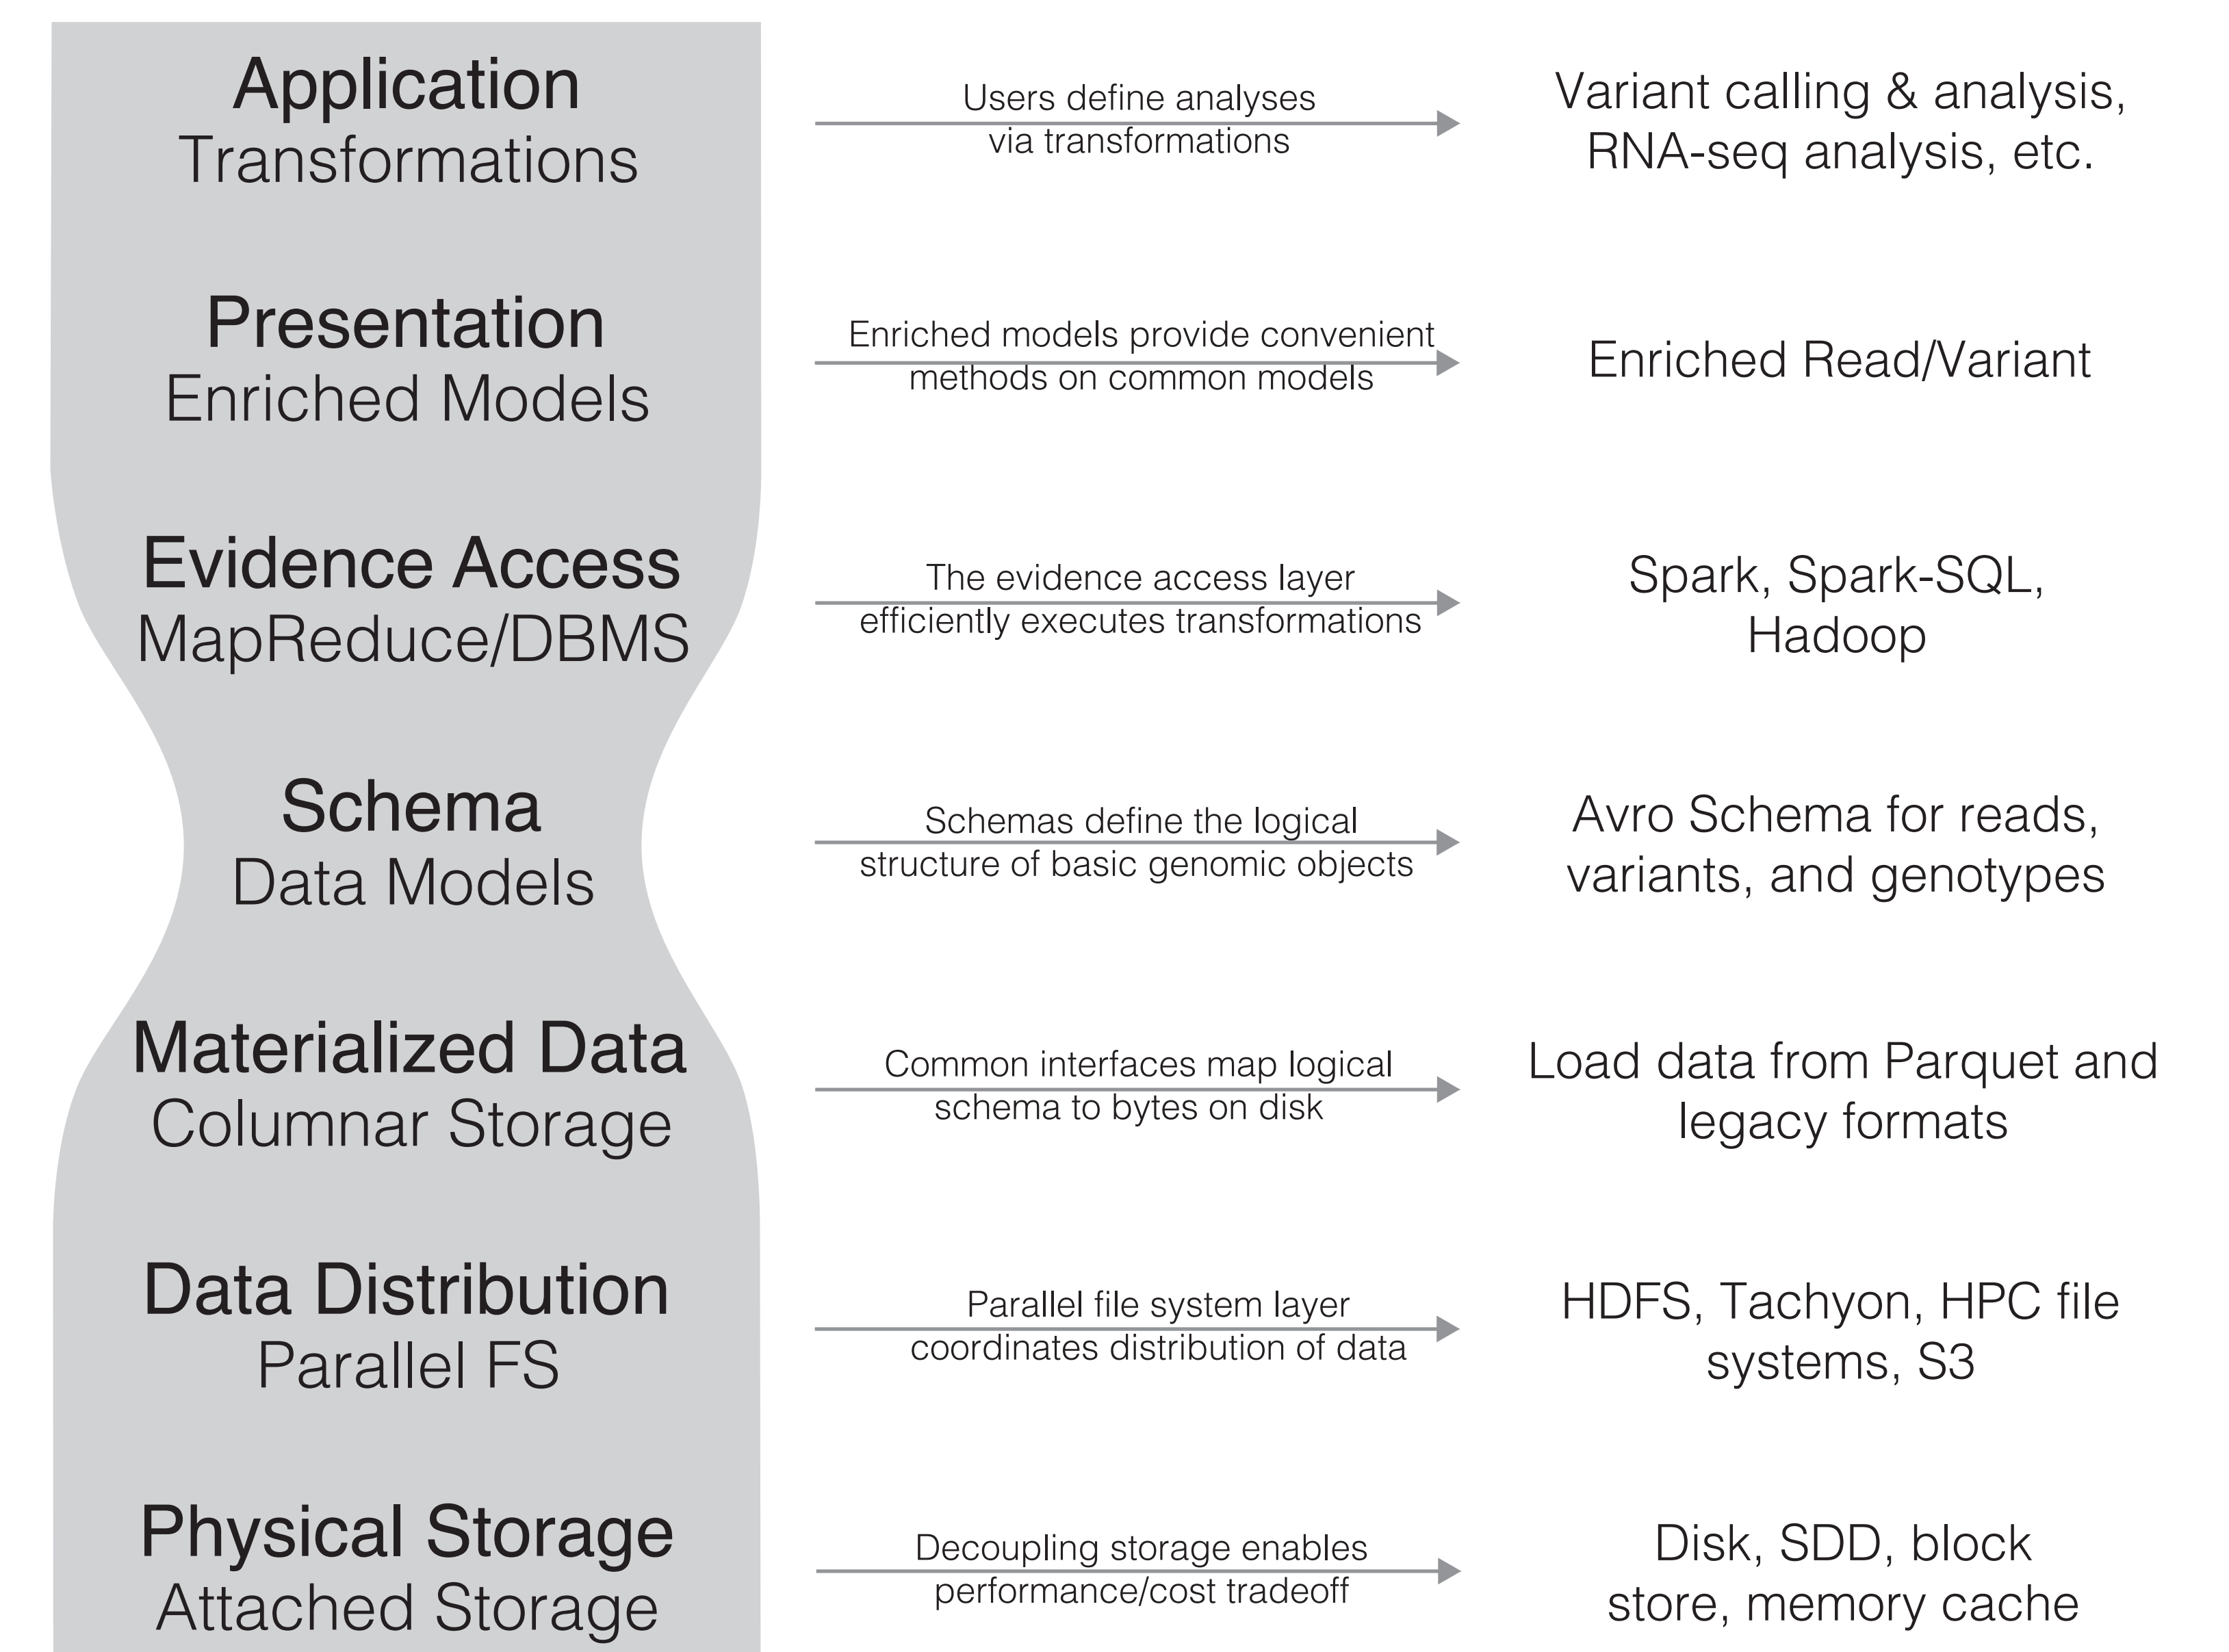 Application
Transformations
Users define analyses
via transformations
Variant calling & analysis,
RNA-seq analysis, etc.
Presentation
Enriched Models
Enriched models provide convenient
methods on common models
Enriched Read/Variant
Evidence Access
MapReduce/DBMS
The evidence access layer
efficiently executes transformations
Spark, Spark-SQL,
Hadoop
Schema
Data Models
Schemas define the logical
structure of basic genomic objects
Avro Schema for reads,
variants, and genotypes
Materialized Data
Columnar Storage
Common interfaces map logical
schema to bytes on disk
Load data from Parquet and
legacy formats
Data Distribution
Parallel FS
Parallel file system layer
coordinates distribution of data
HDFS, Tachyon, HPC file
systems, S3
Physical Storage
Attached Storage
Decoupling storage enables
performance/cost tradeoff
Disk, SDD, block
store, memory cache